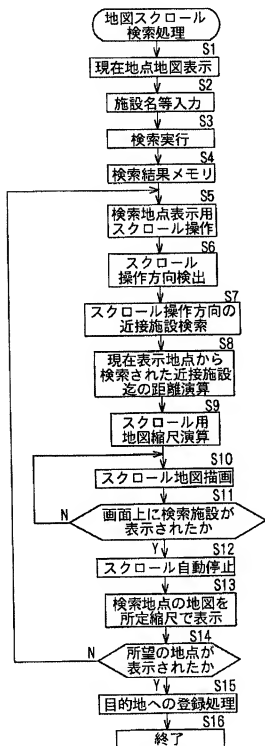 地図スクロール
検索処理
S1
現在地点地図表示
S2
施設名等入力
S3
検索実行
S4
検索結果メモリ
S5
検索地点表示用
スクロール操作
S6
スクロール
操作方向検出
S7
スクロール操作方向の
近接施設検索
S8
現在表示地点から
検索された近接施設
迄の距離演算
S9
スクロール用
地図縮尺演算
S10
スクロール地図描画
S11
画面上に検索施設が
表示されたか
N
Y
S12
スクロール自動停止
S13
検索地点の地図を
所定縮尺で表示
S14
所望の地点が
表示されたか
N
Y
S15
目的地への登録処理
S16
終了